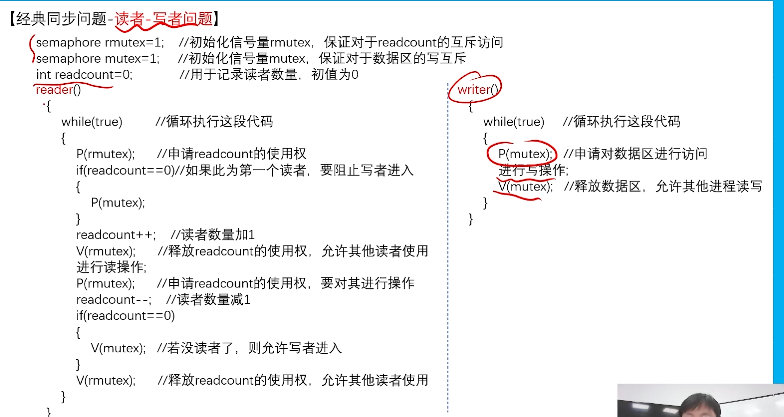 【经典同步问题-读者-写者问题】
semaphore rmutex=1; //初始化信号量rmutex，保证对于readcount的互斥访问
semaphore mutex=1; //初始化信号量mutex，保证对于数据区的写互斥
int readcount=0; //用于记录读者数量，初值为0
reader()
{
while(true) //循环执行这段代码
{
P(rmutex); //申请readcount的使用权
if(readcount==0)//如果此为第一个读者，要阻止写者进入
{
P(mutex);
}
readcount++; //读者数量加1
V(rmutex); //释放readcount的使用权，允许其他读者使用
进行读操作;
P(rmutex); //申请readcount的使用权，要对其进行操作
readcount--; //读者数量减1
if(readcount==0)
{
V(mutex); //若没读者了，则允许写者进入
}
V(rmutex); //释放readcount的使用权，允许其他读者使用
}
}
writer()
{
while(true) //循环执行这段代码
{
P(mutex); //申请对数据区进行访问
进行写操作;
V(mutex); //释放数据区，允许其他进程读写
}
}